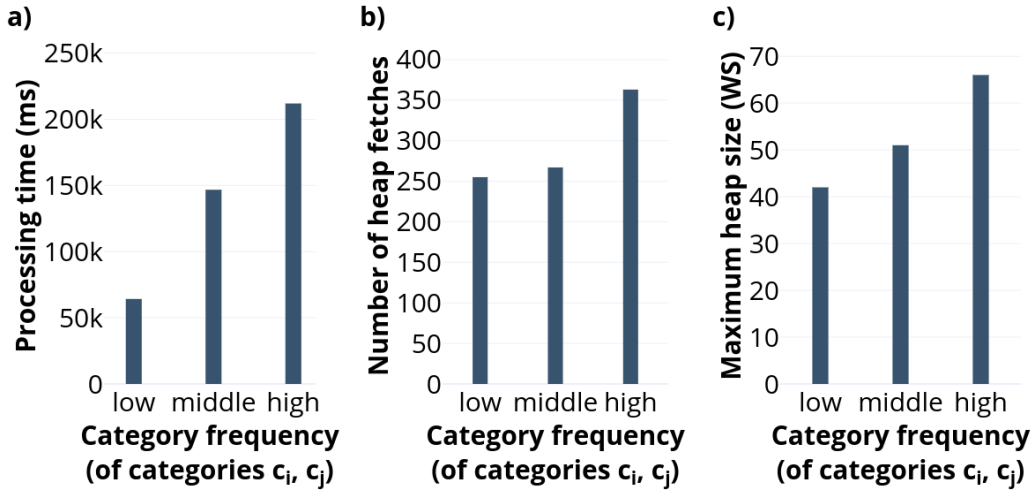 a)
Processing time (ms)
250k
200k
150k
100k
50k
0
low middle high
Category frequency
(of categories cᵢ, cⱼ)
b)
Number of heap fetches
400
350
300
250
200
150
100
50
0
low middle high
Category frequency
(of categories cᵢ, cⱼ)
c)
Maximum heap size (WS)
70
60
50
40
30
20
10
0
low middle high
Category frequency
(of categories cᵢ, cⱼ)